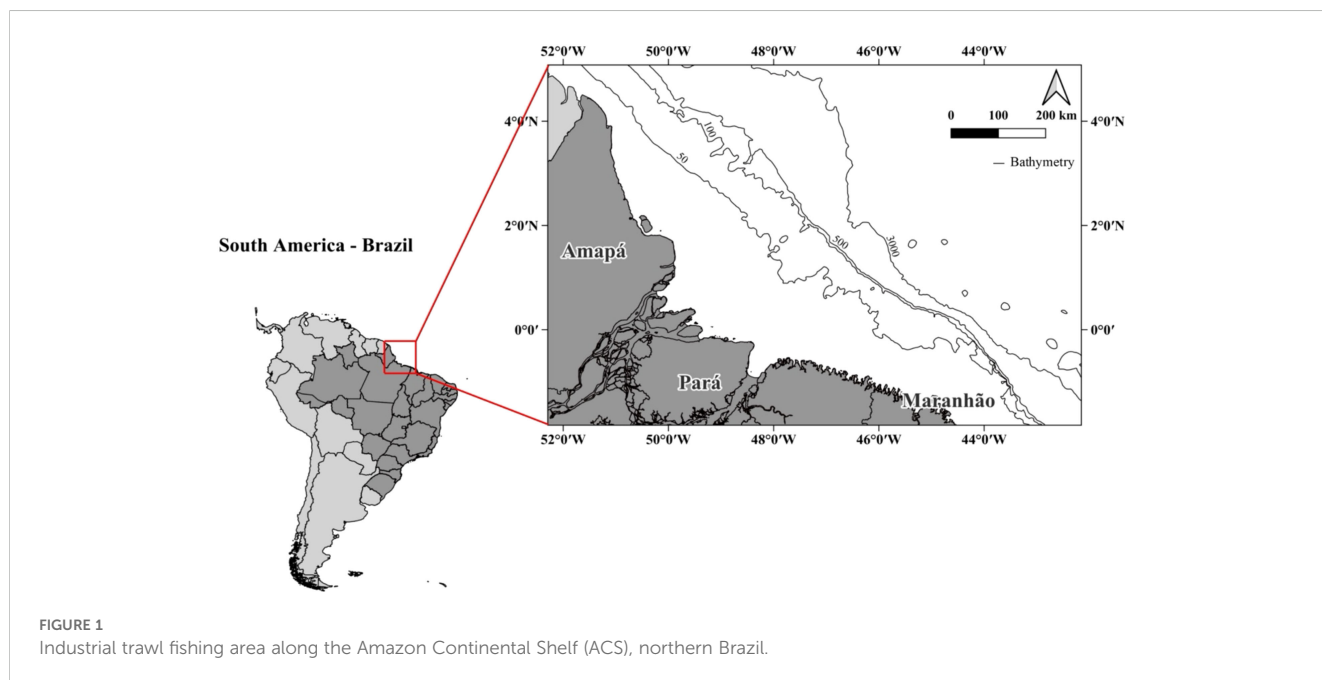 52°0'W 50°0'W 48°0'W 46°0'W 44°0'W
0 100 200 km
4°0'N 4°0'N
100
Bathymetry
50
2°0'N 2°0'N
South America - Brazil
Amapá
500
3000
0°0' 0°0'
Pará
Maranhão
52°0'W 50°0'W 48°0'W 46°0'W 44°0'W
FIGURE 1
Industrial trawl fishing area along the Amazon Continental Shelf (ACS), northern Brazil.